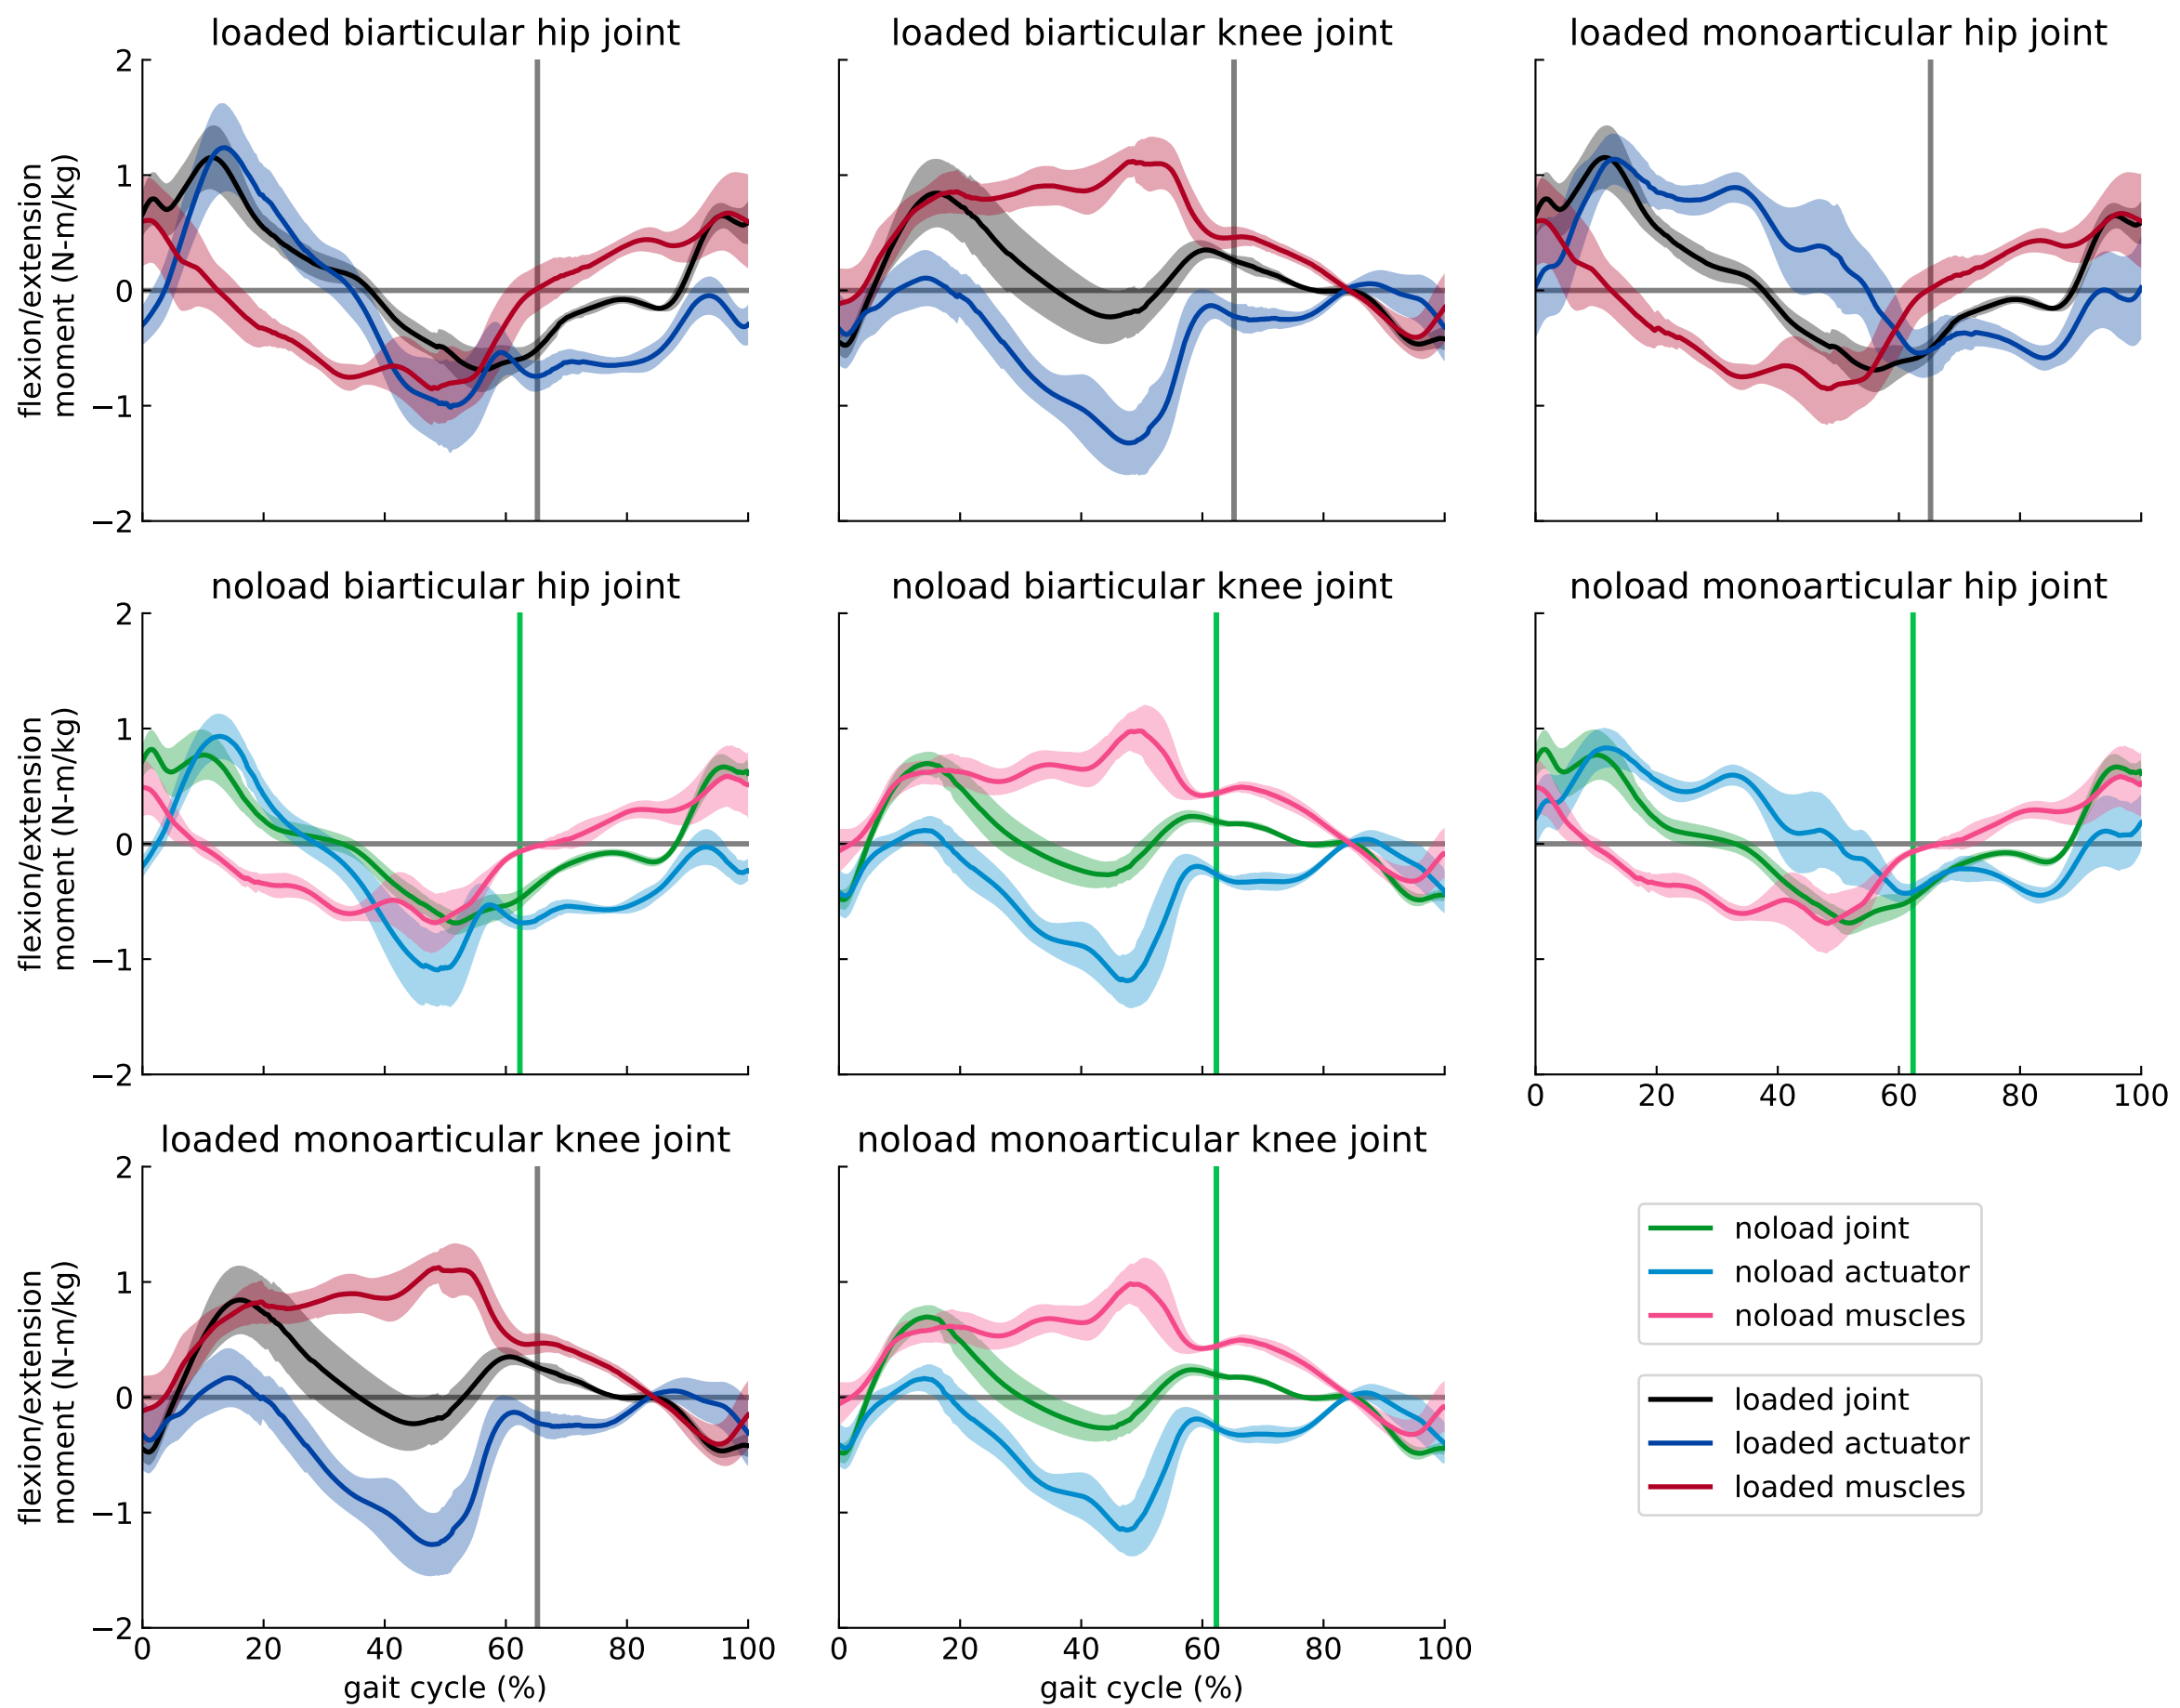 loaded biarticular hip joint
loaded biarticular knee joint
loaded monoarticular hip joint
flexion/extension
moment (N-m/kg)
2
1
0
−1
−2
noload biarticular hip joint
noload biarticular knee joint
noload monoarticular hip joint
flexion/extension
moment (N-m/kg)
2
1
0
−1
−2
0 20 40 60 80 100
loaded monoarticular knee joint
noload monoarticular knee joint
flexion/extension
moment (N-m/kg)
2
1
0
−1
−2
0 20 40 60 80 100
gait cycle (%)
0 20 40 60 80 100
gait cycle (%)
noload joint
noload actuator
noload muscles
loaded joint
loaded actuator
loaded muscles